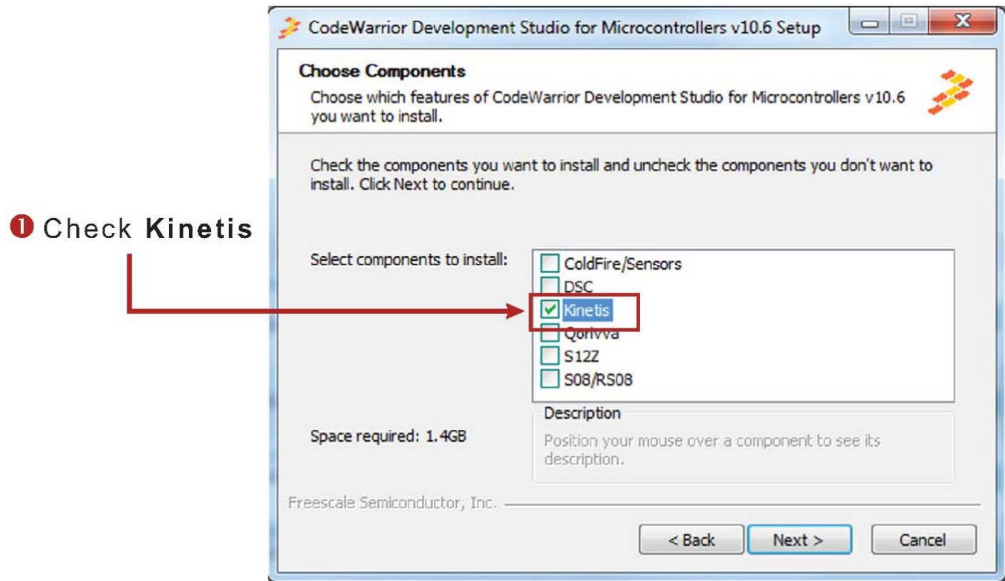 CodeWarrior Development Studio for Microcontrollers v10.6 Setup
Choose Components
Choose which features of CodeWarrior Development Studio for Microcontrollers v10.6
you want to install.
Check the components you want to install and uncheck the components you don't want to
install. Click Next to continue.
❶ Check Kinetis
Select components to install:
ColdFire/Sensors
DSC
Kinetis
Qorivva
S12Z
S08/RS08
Space required: 1.4GB
Description
Position your mouse over a component to see its
description.
Freescale Semiconductor, Inc.
< Back Next > Cancel